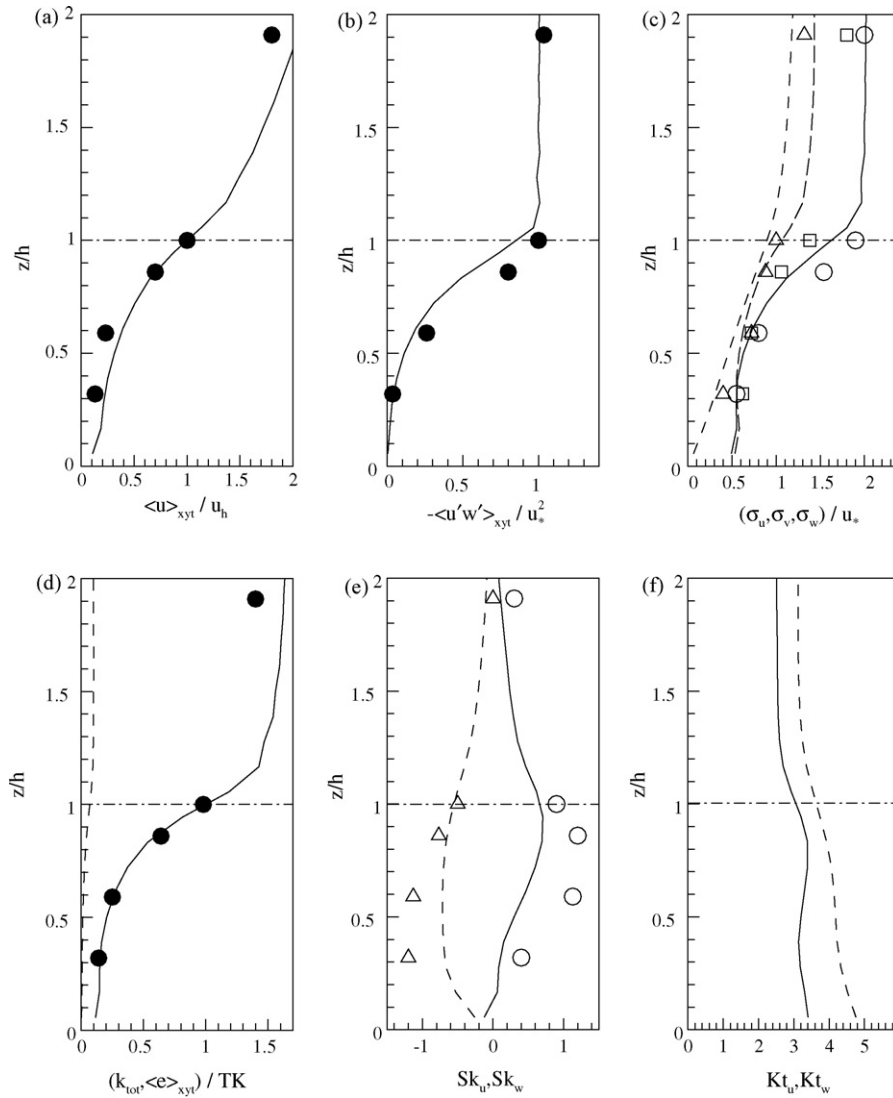 (a) (b) (c)
2 2 2
1.5 1.5 1.5
z/h z/h z/h
1 1 1
0.5 0.5 0.5
0 0 0
0 1 2 0 0.5 1 0 0.5 1 1.5 2
<u>xyt / uh -<u'w'>xyt / u*² (σu,σv,σw) / u*
(d) (e) (f)
2 2 2
1.5 1.5 1.5
z/h z/h z/h
1 1 1
0.5 0.5 0.5
0 0 0
0 0.5 1 1.5 -1 0 1 0 1 2 3 4 5
(ktot,<e>xyt) / TK Sku,Skw Ktu,Ktw